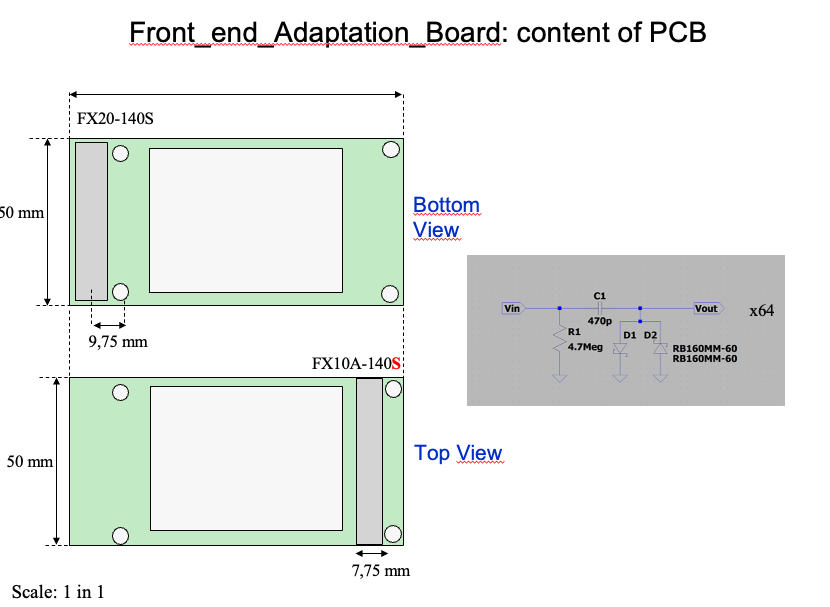 Front_end_Adaptation_Board: content of PCB
FX20-140S
50 mm
Bottom
View
9,75 mm
C1
Vin
Vout
x64
470p
R1
D1
D2
4.7Meg
RB160MM-60
RB160MM-60
FX10A-140S
50 mm
Top View
7,75 mm
Scale: 1 in 1